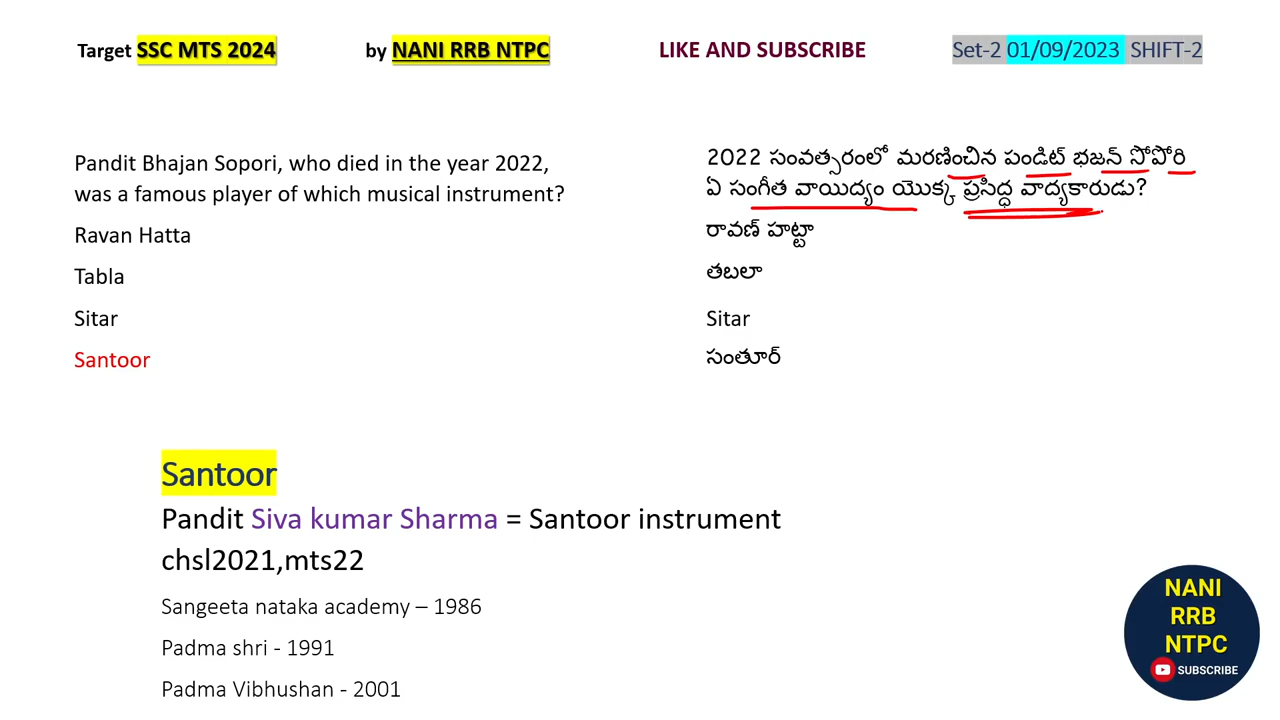 Target SSC MTS 2024 by NANI RRB NTPC LIKE AND SUBSCRIBE Set-2 01/09/2023 SHIFT-2
Pandit Bhajan Sopori, who died in the year 2022,
was a famous player of which musical instrument?
Ravan Hatta
Tabla
Sitar
Santoor
2022 సంవత్సరంలో మరణించిన పండిట్ భజన్ సోపోరి
ఏ సంగీత వాయిద్యం యొక్క ప్రసిద్ధ వాద్యకారుడు?
రావణ్ హట్టా
తబలా
Sitar
సంతూర్
Santoor
Pandit Siva kumar Sharma = Santoor instrument
chsl2021,mts22
Sangeeta nataka academy – 1986
Padma shri - 1991
Padma Vibhushan - 2001
NANI
RRB
NTPC
SUBSCRIBE